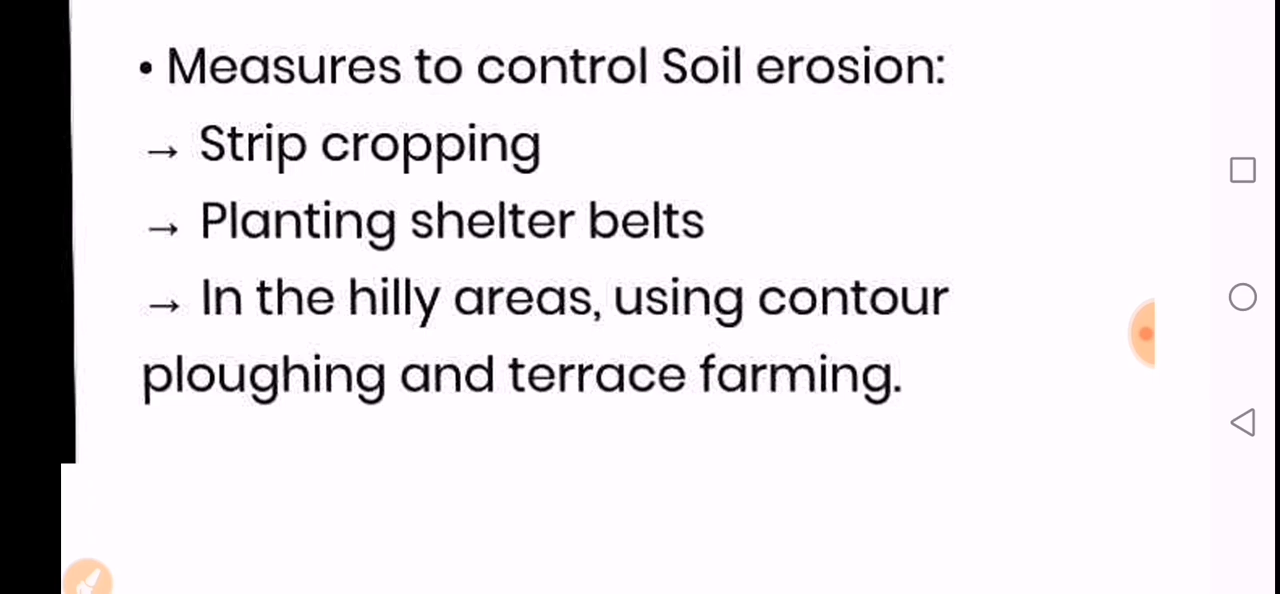 • Measures to control Soil erosion:
→ Strip cropping
→ Planting shelter belts
→ In the hilly areas, using contour
ploughing and terrace farming.